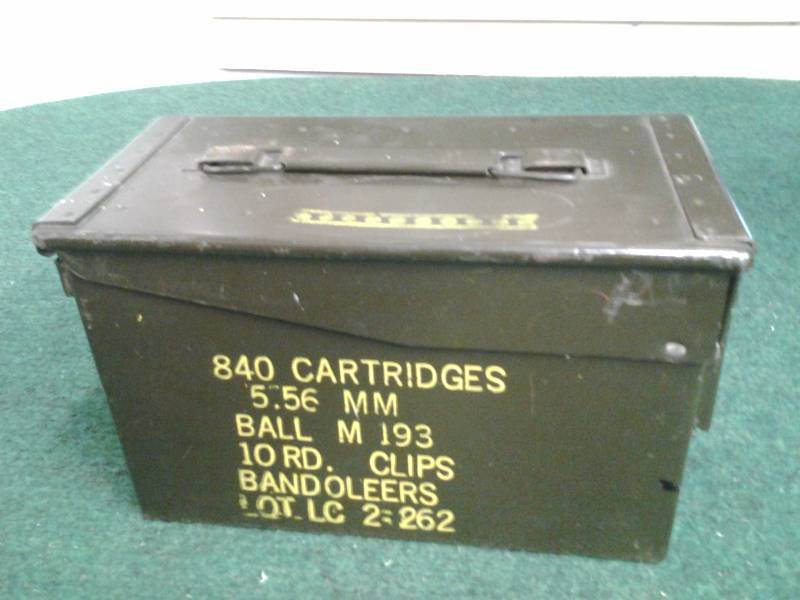 840 CARTRIDGES
5.56 MM
BALL M 193
10 RD. CLIPS
BANDOLEERS
LOT LC 2-262